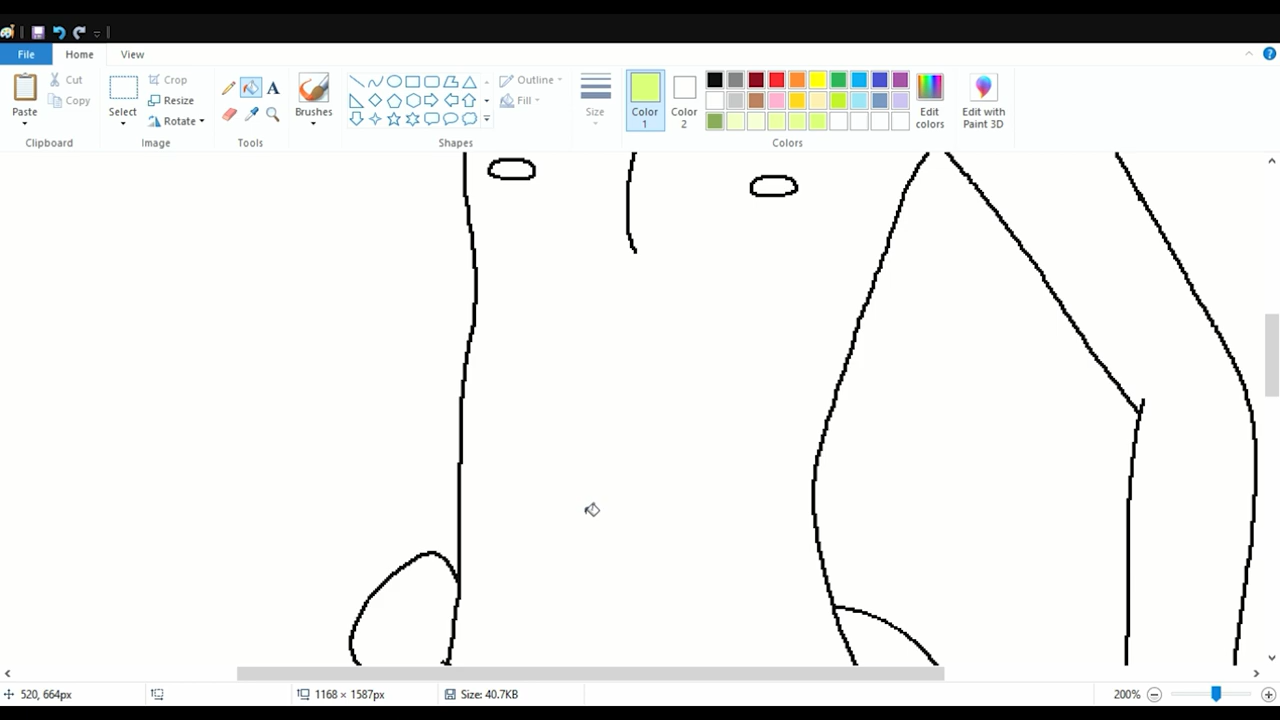 File Home View
Paste Cut Copy
Clipboard
Select Crop Resize Rotate
Image
A
Tools
Brushes
Shapes
Outline
Fill
Size
Color 1
Color 2
Edit colors
Colors
Edit with Paint 3D
520, 664px 1168 × 1587px Size: 40.7KB 200%